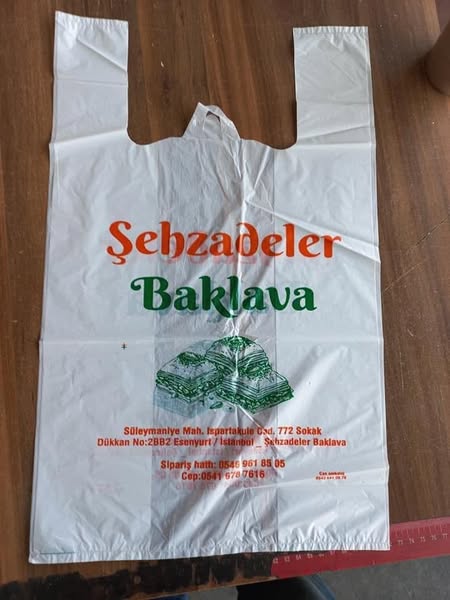 Şehzadeler
Baklava
Süleymaniye Mah. Ispartakule Cad. 772 Sokak
Dükkan No:2BB2 Esenyurt / İstanbul _ Şehzadeler Baklava
Sipariş hattı: 0546 961 85 05
Cep:0541 678 7616